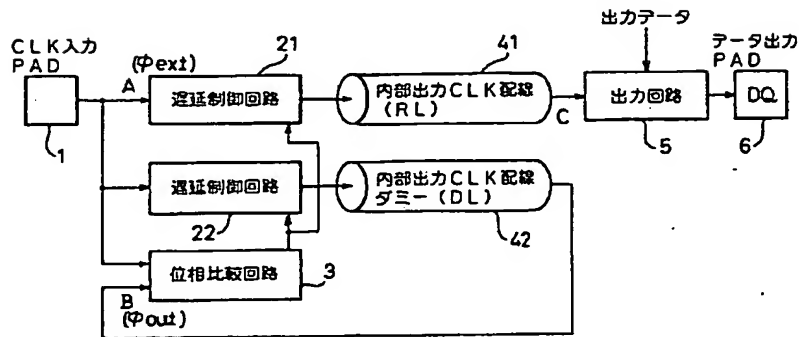 CLK入力
PAD
1
A
(φext)
21
遅延制御回路
41
内部出力CLK配線
(RL)
C
出力データ
出力回路
5
データ出力
PAD
DQ
6
遅延制御回路
22
内部出力CLK配線
ダミー(DL)
42
位相比較回路
3
B
(φout)